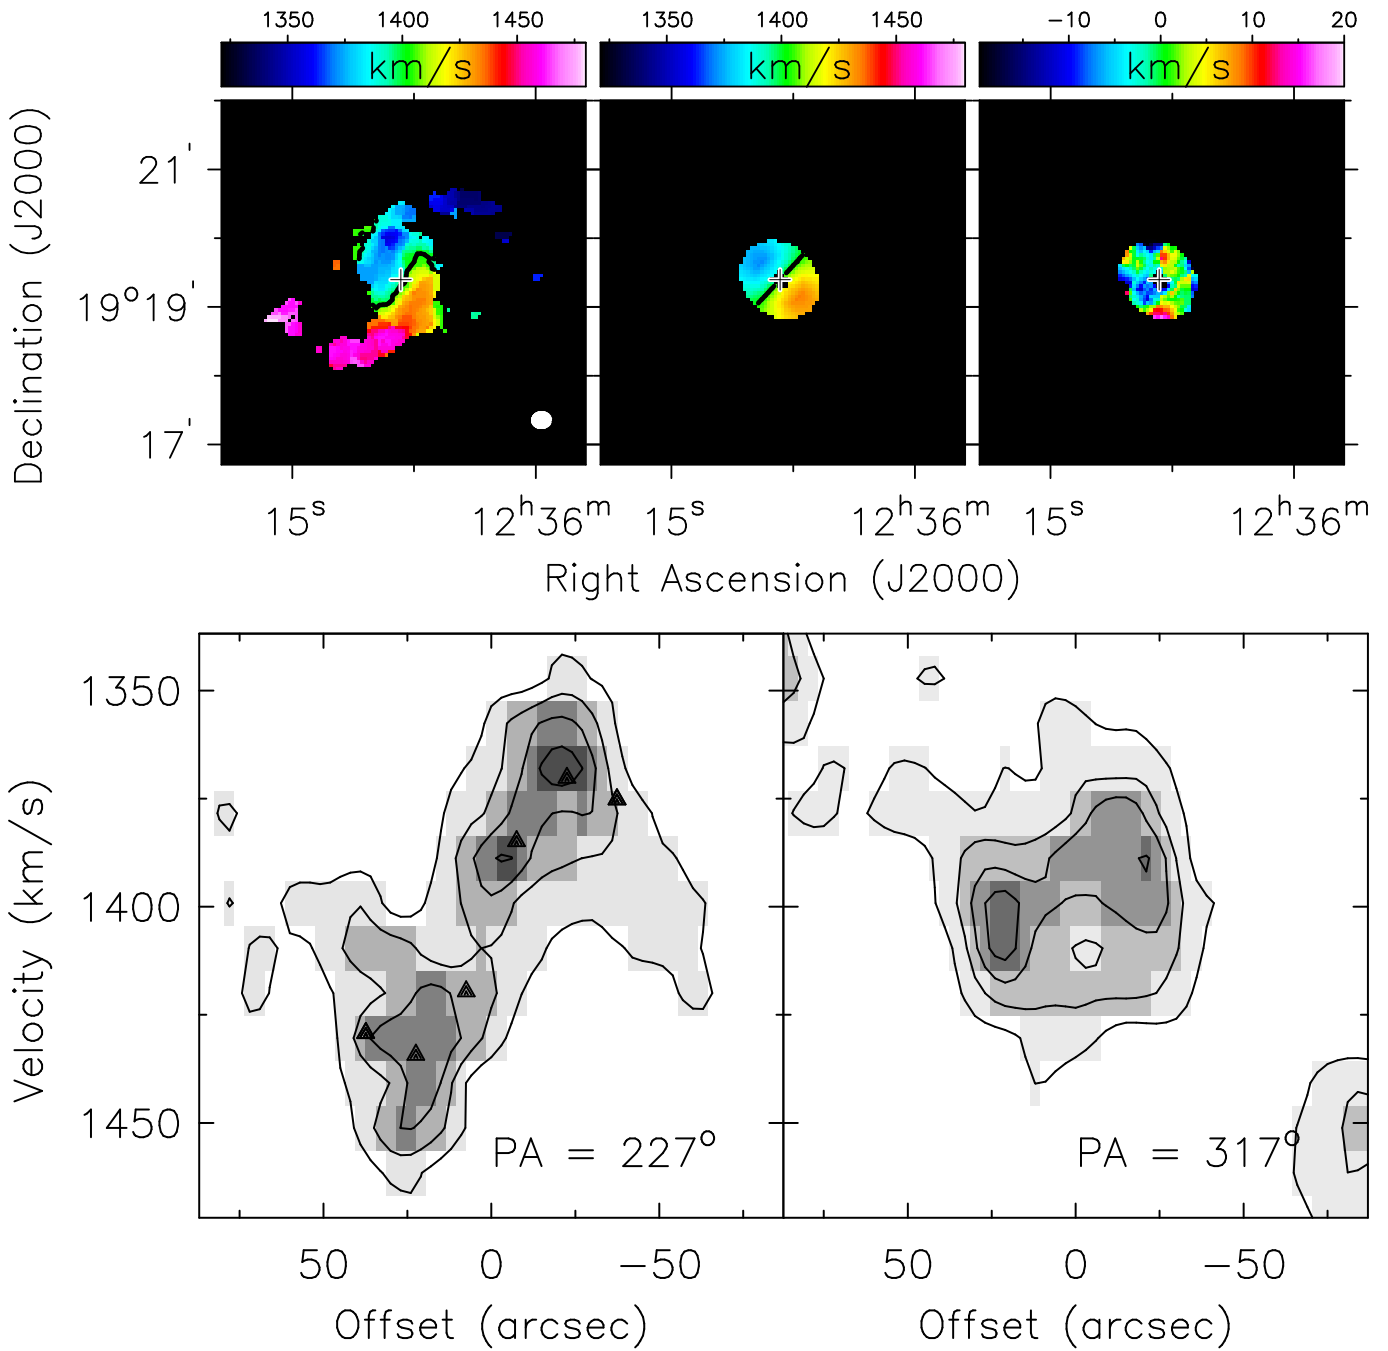 1350 1400 1450 1350 1400 1450 −10 0 10 20
km/s km/s km/s
21'
19°19'
17'
Declination (J2000)
15s 12h36m 15s 12h36m 15s 12h36m
Right Ascension (J2000)
1350
1400
1450
Velocity (km/s)
PA = 227° PA = 317°
50 0 −50 50 0 −50
Offset (arcsec) Offset (arcsec)